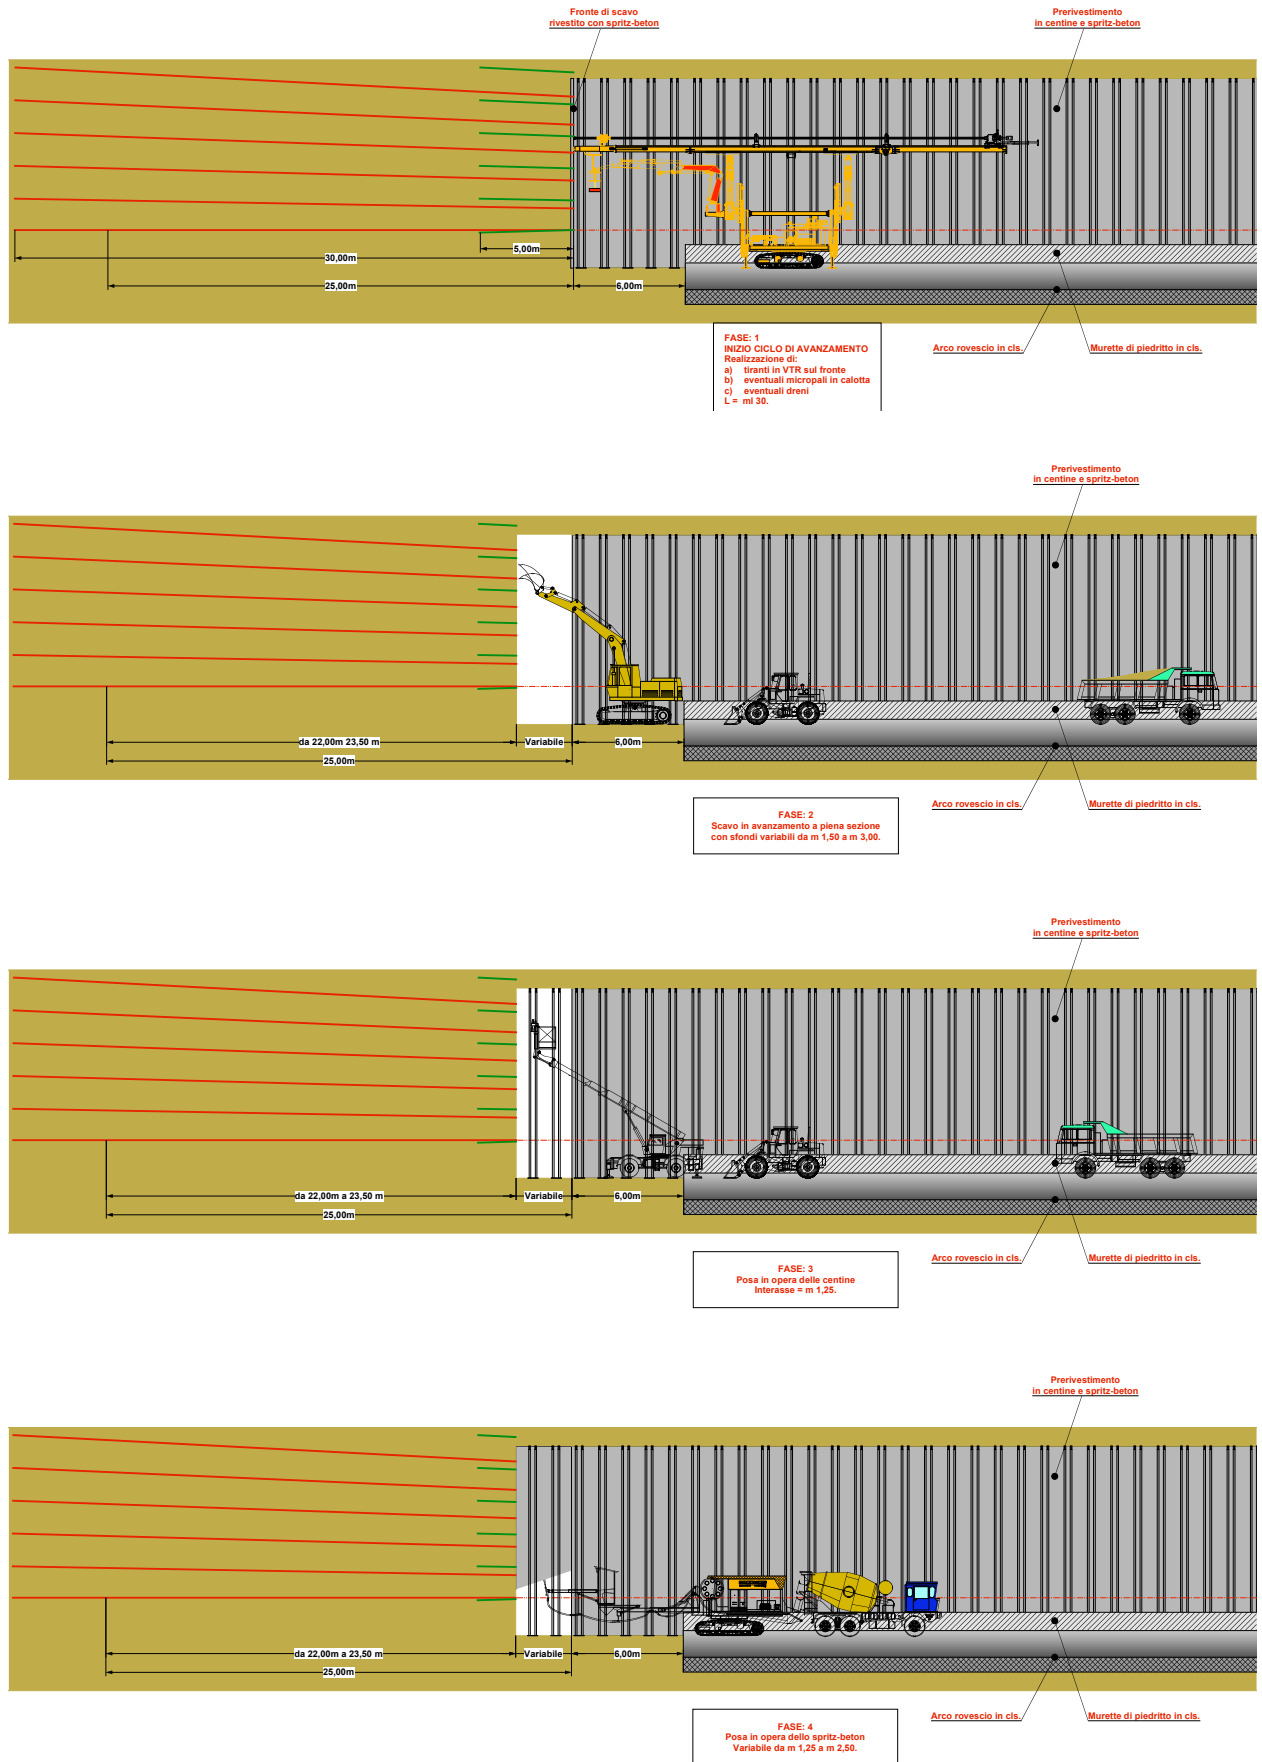 Fronte di scavo
rivestito con spritz-beton
Prerivestimento
in centine e spritz-beton
5,00m
30,00m
25,00m
6,00m
Arco rovescio in cls.
Murette di piedritto in cls.
FASE: 1
INIZIO CICLO DI AVANZAMENTO
Realizzazione di:
a) tiranti in VTR sul fronte
b) eventuali micropali in calotta
c) eventuali dreni
L = ml 30.
Prerivestimento
in centine e spritz-beton
da 22,00m 23,50 m
Variabile
6,00m
25,00m
Arco rovescio in cls.
Murette di piedritto in cls.
FASE: 2
Scavo in avanzamento a piena sezione
con sfondi variabili da m 1,50 a m 3,00.
Prerivestimento
in centine e spritz-beton
da 22,00m a 23,50 m
Variabile
6,00m
25,00m
Arco rovescio in cls.
Murette di piedritto in cls.
FASE: 3
Posa in opera delle centine
Interasse = m 1,25.
Prerivestimento
in centine e spritz-beton
da 22,00m a 23,50 m
Variabile
6,00m
25,00m
Arco rovescio in cls.
Murette di piedritto in cls.
FASE: 4
Posa in opera dello spritz-beton
Variabile da m 1,25 a m 2,50.